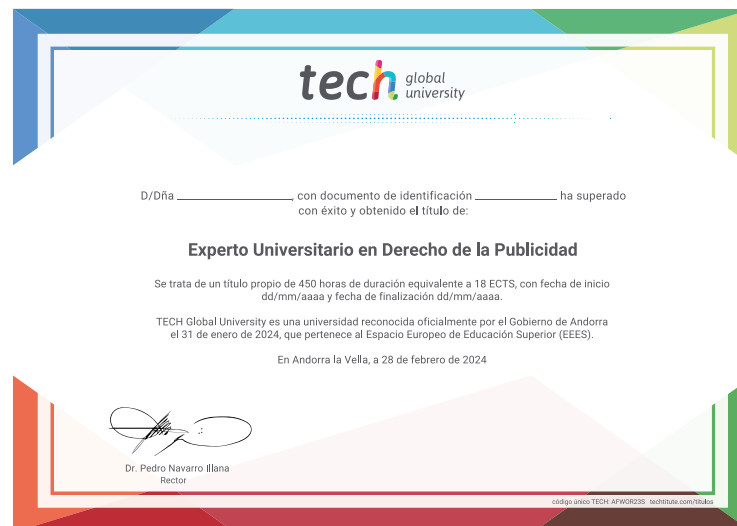 tech global university
D/Dña ______________, con documento de identificación __________ ha superado
con éxito y obtenido el título de:
Experto Universitario en Derecho de la Publicidad
Se trata de un título propio de 450 horas de duración equivalente a 18 ECTS, con fecha de inicio
dd/mm/aaaa y fecha de finalización dd/mm/aaaa.
TECH Global University es una universidad reconocida oficialmente por el Gobierno de Andorra
el 31 de enero de 2024, que pertenece al Espacio Europeo de Educación Superior (EEES).
En Andorra la Vella, a 28 de febrero de 2024
Dr. Pedro Navarro Illana
Rector
código único TECH: AFWOR23S techtitute.com/titulos